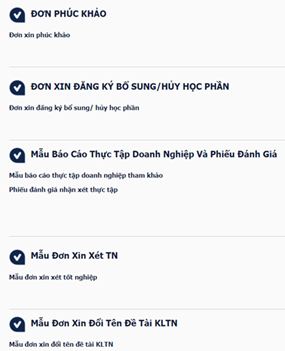 ĐƠN PHÚC KHẢO
Đơn xin phúc khảo
ĐƠN XIN ĐĂNG KÝ BỔ SUNG/HỦY HỌC PHẦN
Đơn xin đăng ký bổ sung/ hủy học phần
Mẫu Báo Cáo Thực Tập Doanh Nghiệp Và Phiếu Đánh Giá
Mẫu báo cáo thực tập doanh nghiệp tham khảo
Phiếu đánh giá nhận xét thực tập
Mẫu Đơn Xin Xét TN
Mẫu đơn xin xét tốt nghiệp
Mẫu Đơn Xin Đổi Tên Đề Tài KLTN
Mẫu đơn xin đổi tên đề tài KLTN